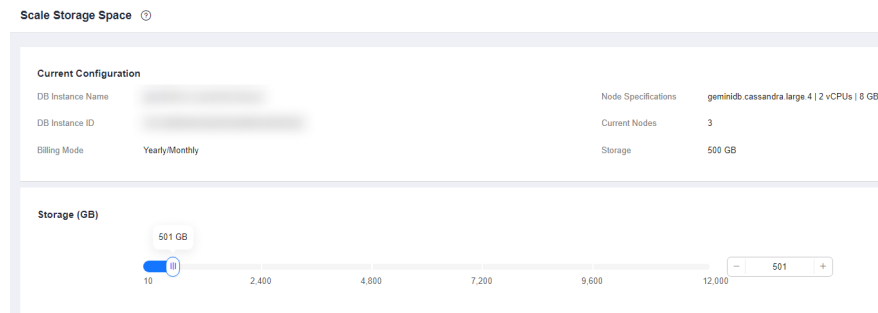 Scale Storage Space ?
Current Configuration
DB Instance Name
Node Specifications geminidb.cassandra.large.4 | 2 vCPUs | 8 GB
DB Instance ID
Current Nodes 3
Billing Mode Yearly/Monthly
Storage 500 GB
Storage (GB)
501 GB
− 501 +
10 2,400 4,800 7,200 9,600 12,000